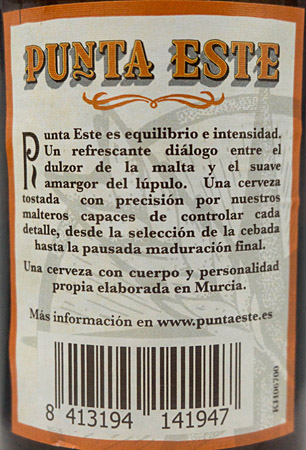 PUNTA ESTE
Punta Este es equilibrio e intensidad.
Un refrescante diálogo entre el
dulzor de la malta y el suave
amargor del lúpulo. Una cerveza
tostada con precisión por nuestros
malteros capaces de controlar cada
detalle, desde la selección de la cebada
hasta la pausada maduración final.
Una cerveza con cuerpo y personalidad
propia elaborada en Murcia.
Más información en www.puntaeste.es
8 413194 141947
KH06700